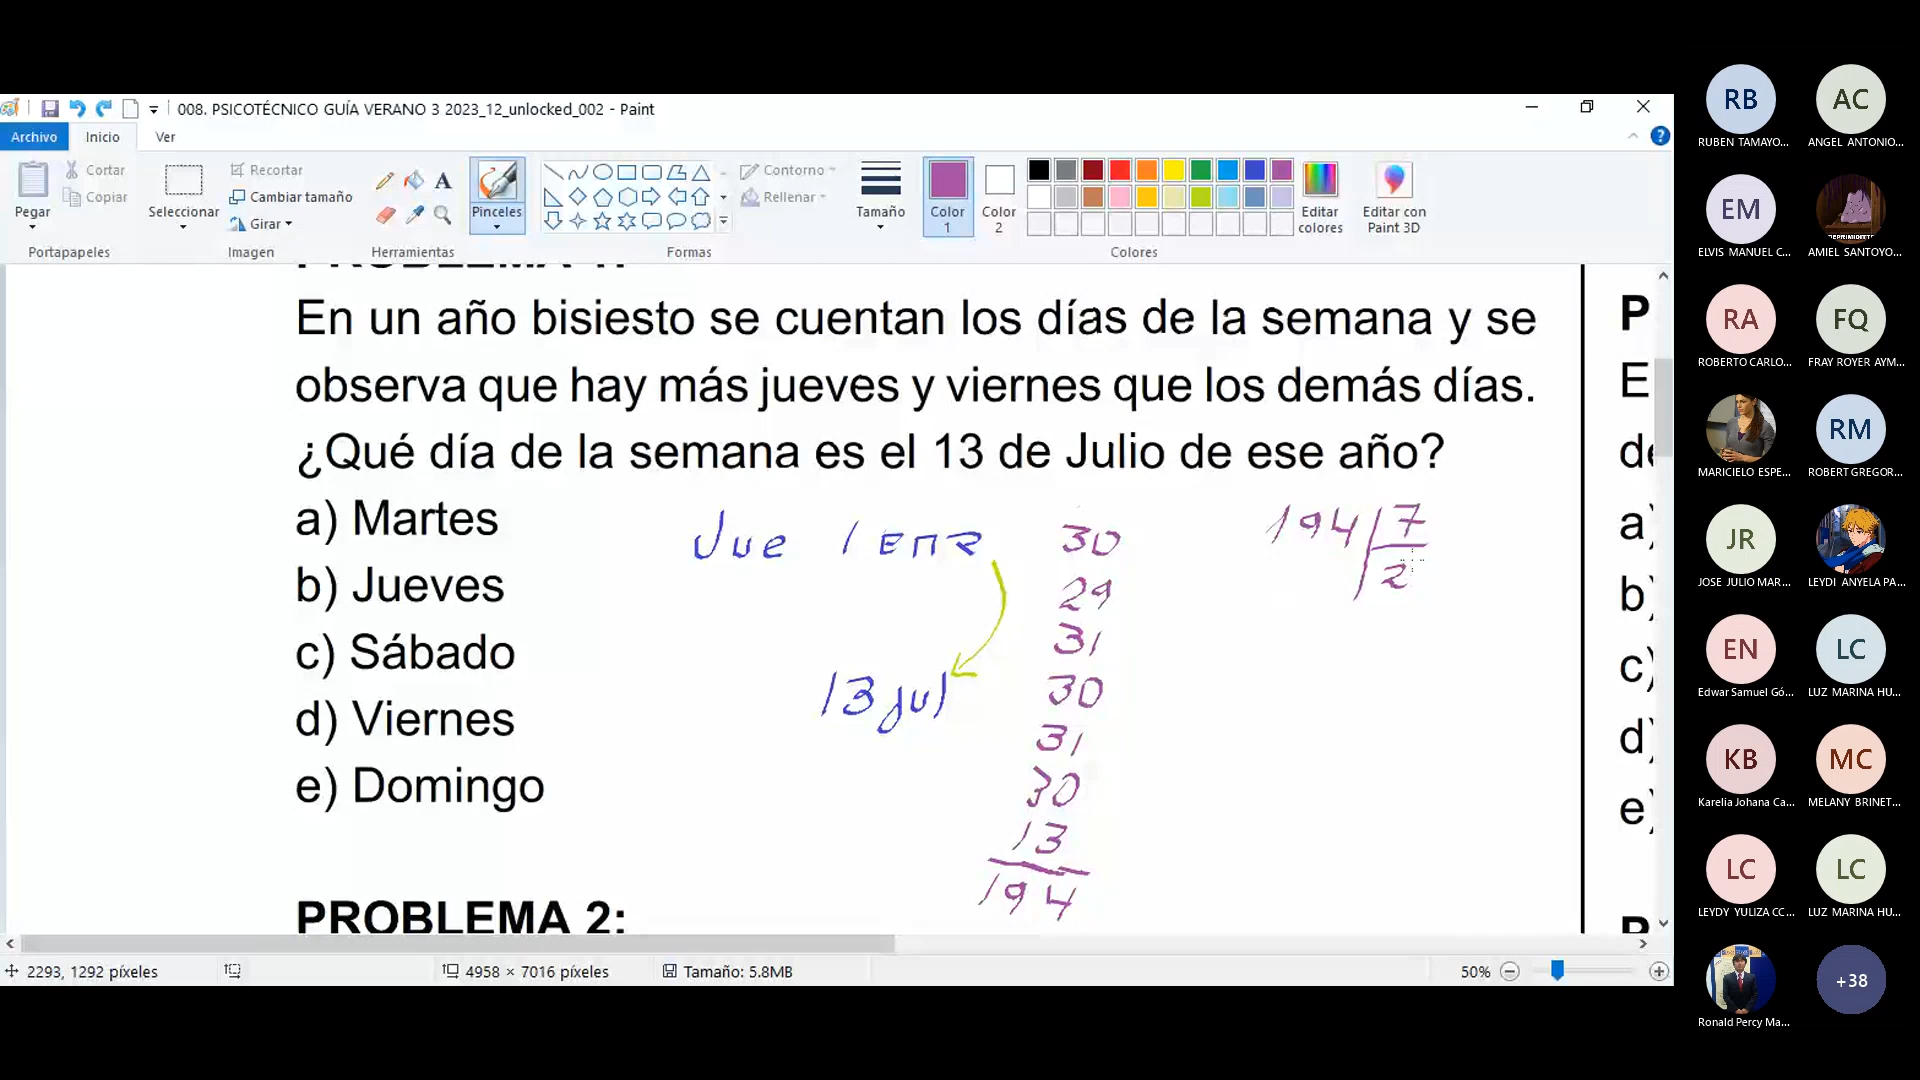 008. PSICOTÉCNICO GUÍA VERANO 3 2023_12_unlocked_002 - Paint
Archivo Inicio Ver
Pegar
Cortar
Copiar
Portapapeles
Seleccionar
Recortar
Cambiar tamaño
Girar
Imagen
A
Herramientas
Pinceles
Contorno
Rellenar
Formas
Tamaño
Color 1
Color 2
Editar colores
Editar con Paint 3D
Colores
En un año bisiesto se cuentan los días de la semana y se
observa que hay más jueves y viernes que los demás días.
¿Qué día de la semana es el 13 de Julio de ese año?
a) Martes
b) Jueves
c) Sábado
d) Viernes
e) Domingo
Jue 1 Enr
13 jul
30
29
31
30
31
30
13
194
194 7
2
PROBLEMA 2:
P
E
a)
b)
c)
d)
e)
2293, 1292 píxeles
4958 × 7016 píxeles
Tamaño: 5.8MB
50%
RB
RUBEN TAMAYO...
AC
ANGEL ANTONIO...
EM
ELVIS MANUEL C...
AMIEL SANTOYO...
RA
ROBERTO CARLO...
FQ
FRAY ROYER AYM...
MARICIELO ESPE...
RM
ROBERT GREGOR...
JR
JOSE JULIO MAR...
LEYDI ANYELA PA...
EN
Edwar Samuel Gó...
LC
LUZ MARINA HU...
KB
Karelia Johana Ca...
MC
MELANY BRINET...
LC
LEYDY YULIZA CC...
LC
LUZ MARINA HU...
Ronald Percy Ma...
+38